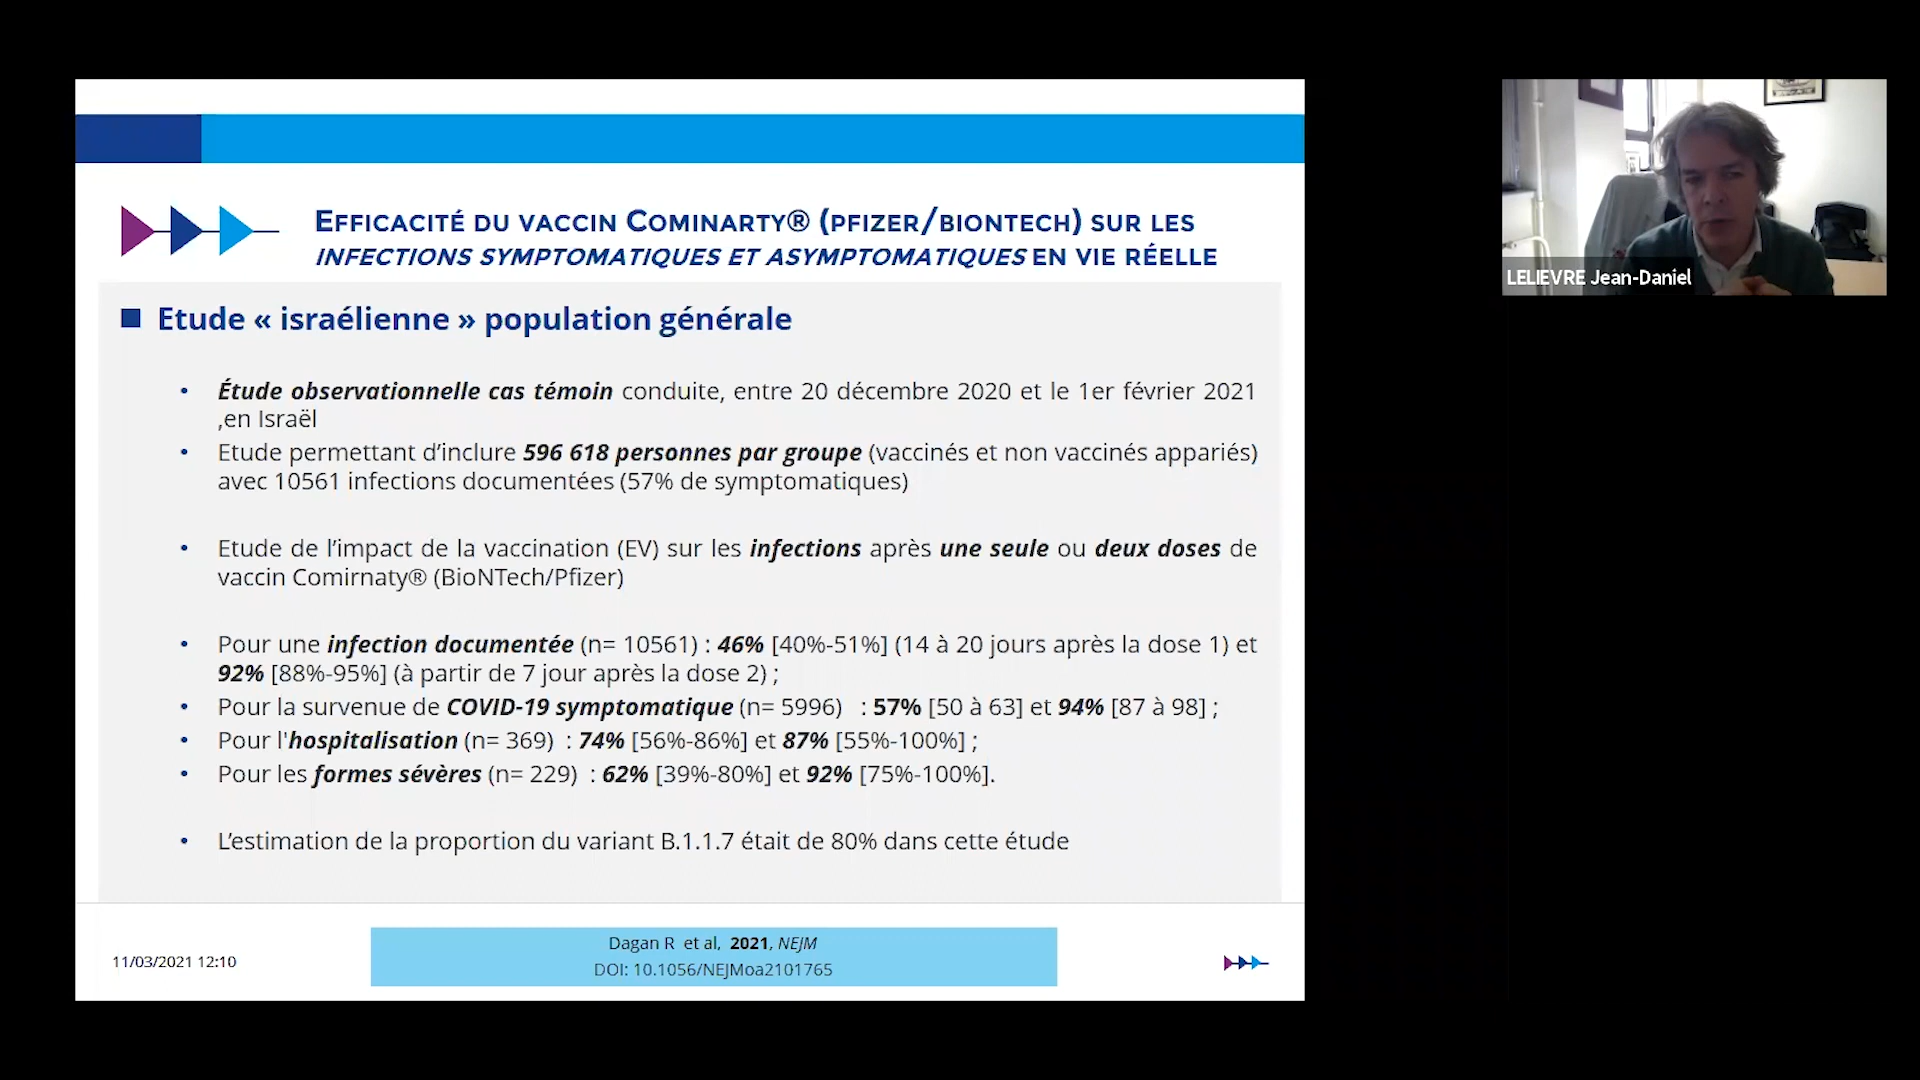 EFFICACITÉ DU VACCIN COMINARTY® (PFIZER/BIONTECH) SUR LES
INFECTIONS SYMPTOMATIQUES ET ASYMPTOMATIQUES EN VIE RÉELLE
Etude « israélienne » population générale
• Étude observationnelle cas témoin conduite, entre 20 décembre 2020 et le 1er février 2021
,en Israël
• Etude permettant d’inclure 596 618 personnes par groupe (vaccinés et non vaccinés appariés)
avec 10561 infections documentées (57% de symptomatiques)
• Etude de l’impact de la vaccination (EV) sur les infections après une seule ou deux doses de
vaccin Comirnaty® (BioNTech/Pfizer)
• Pour une infection documentée (n= 10561) : 46% [40%-51%] (14 à 20 jours après la dose 1) et
92% [88%-95%] (à partir de 7 jour après la dose 2) ;
• Pour la survenue de COVID-19 symptomatique (n= 5996) : 57% [50 à 63] et 94% [87 à 98] ;
• Pour l'hospitalisation (n= 369) : 74% [56%-86%] et 87% [55%-100%] ;
• Pour les formes sévères (n= 229) : 62% [39%-80%] et 92% [75%-100%].
• L’estimation de la proportion du variant B.1.1.7 était de 80% dans cette étude
11/03/2021 12:10
Dagan R et al, 2021, NEJM
DOI: 10.1056/NEJMoa2101765
LELIEVRE Jean-Daniel